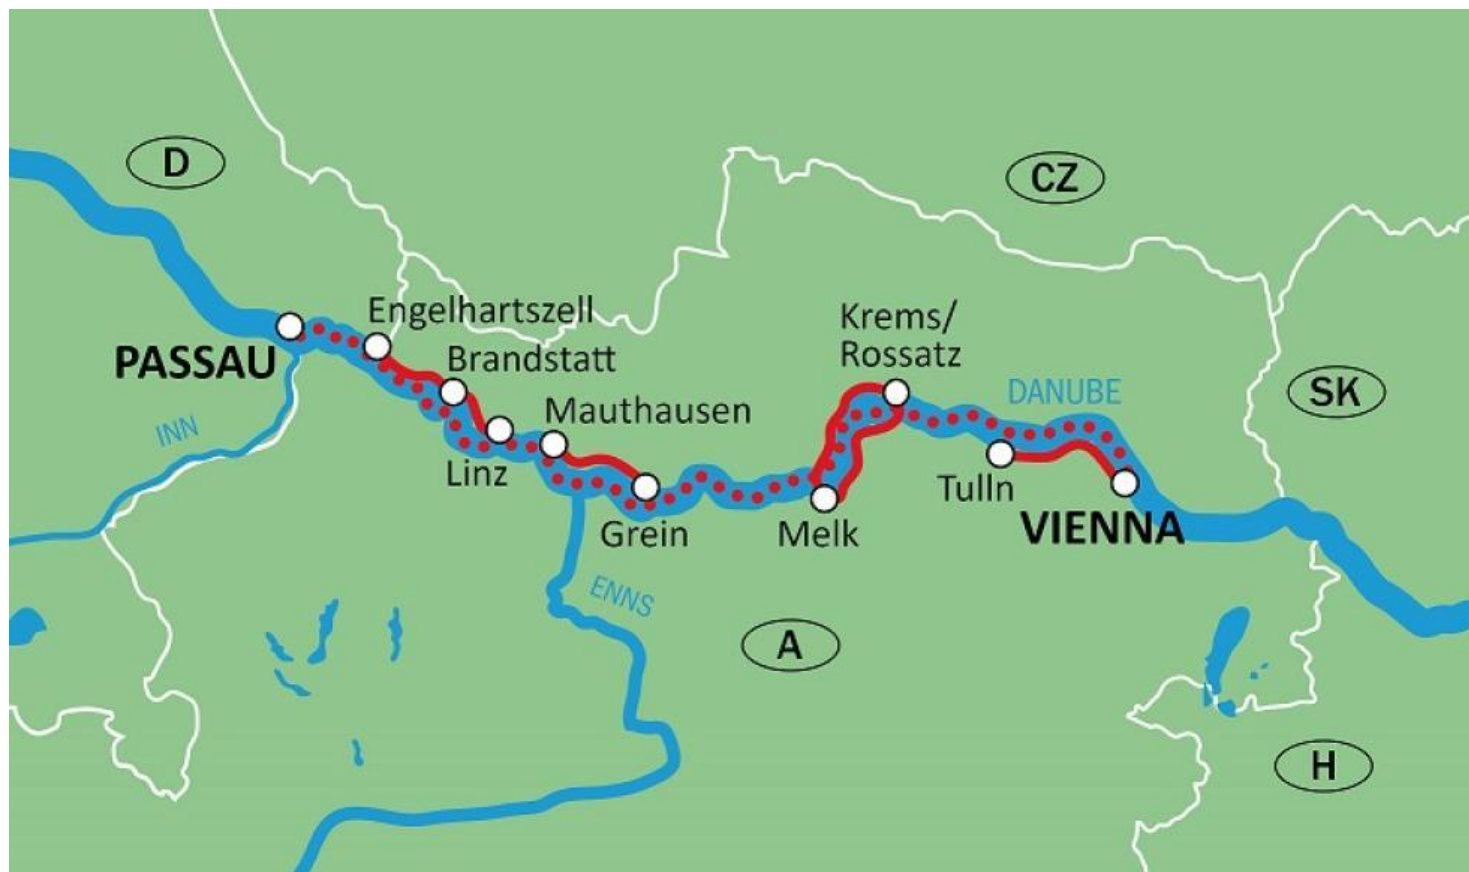 D
CZ
Engelhartszell
Krems/
Rossatz
PASSAU
Brandstatt
DANUBE
SK
INN
Mauthausen
Linz
Tulln
Grein
Melk
VIENNA
ENNS
A
H